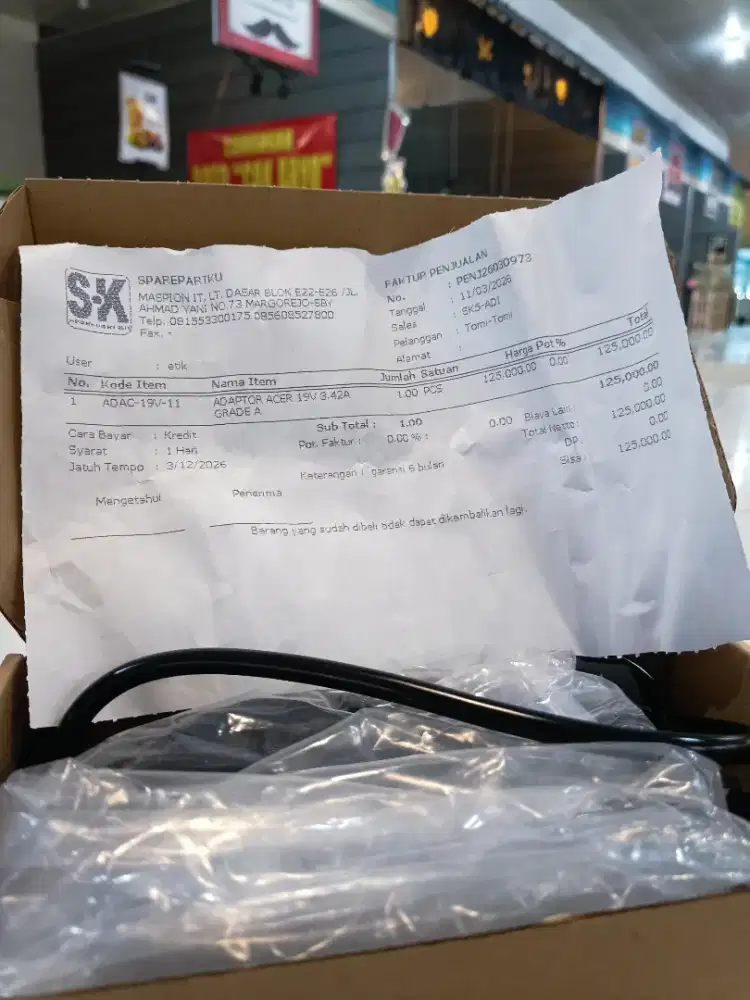 S-K
SPAREPARTKU
MASPION IT, LT. DASAR BLOK E22-E26 /JL.
AHMAD YANI NO.73 MARGOREJO-SBY
Telp. 081553300175 085608527800
Fax. -
FAKTUR PENJUALAN
No. : PENJ26030973
Tanggal : 11/03/2026
Sales : SKS-ADI
Pelanggan : Tomi-Tomi
Alamat :
User : etik
No. Kode Item Nama Item Jumlah Satuan Harga Pot% Total
1 ADAC-19V-11 ADAPTOR ACER 19V 3.42A 1.00 PCS 125,000.00 0.00 125,000.00
GRADE A
Sub Total : 1.00 125,000.00
Cara Bayar : Kredit Pot. Faktur : 0.00 % : 0.00 Biaya Lain : 0.00
Syarat : 1 Hari Total Netto : 125,000.00
Jatuh Tempo : 3/12/2026 DP : 0.00
Keterangan : garansi 6 bulan Sisa : 125,000.00
Mengetahui Penerima
Barang yang sudah dibeli tidak dapat dikembalikan lagi.